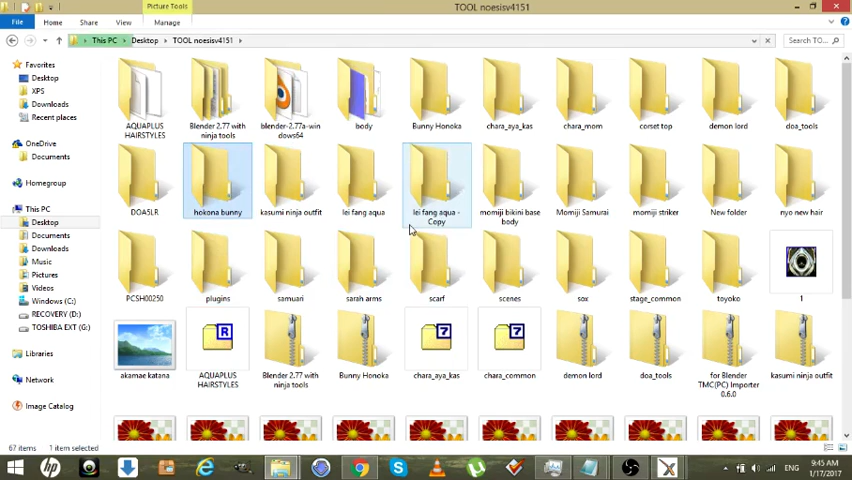 Picture Tools
TOOL noesisv4151
File
Home
Share
View
Manage
This PC
Desktop
TOOL noesisv4151
Search TO...
Favorites
Desktop
XPS
Downloads
Recent places
OneDrive
Documents
Homegroup
This PC
Desktop
Documents
Downloads
Music
Pictures
Videos
Windows (C:)
RECOVERY (D:)
TOSHIBA EXT (G:)
Libraries
Network
Image Catalog
AQUAPLUS
HAIRSTYLES
Blender 2.77 with
ninja tools
blender-2.77a-win
dows64
body
Bunny Honoka
chara_aya_kas
chara_mom
corset top
demon lord
doa_tools
DOA5LR
hokona bunny
kasumi ninja outfit
lei fang aqua
lei fang aqua -
Copy
momiji bikini base
body
Momiji Samurai
momiji striker
New folder
nyo new hair
PCSH00250
plugins
samuari
sarah arms
scarf
scenes
sox
stage_common
toyoko
1
akamae katana
AQUAPLUS
HAIRSTYLES
Blender 2.77 with
ninja tools
Bunny Honoka
chara_aya_kas
chara_common
demon lord
doa_tools
for Blender
TMC(PC) Importer
0.6.0
kasumi ninja outfit
67 items
1 item selected
ENG
9:45 AM
1/17/2017